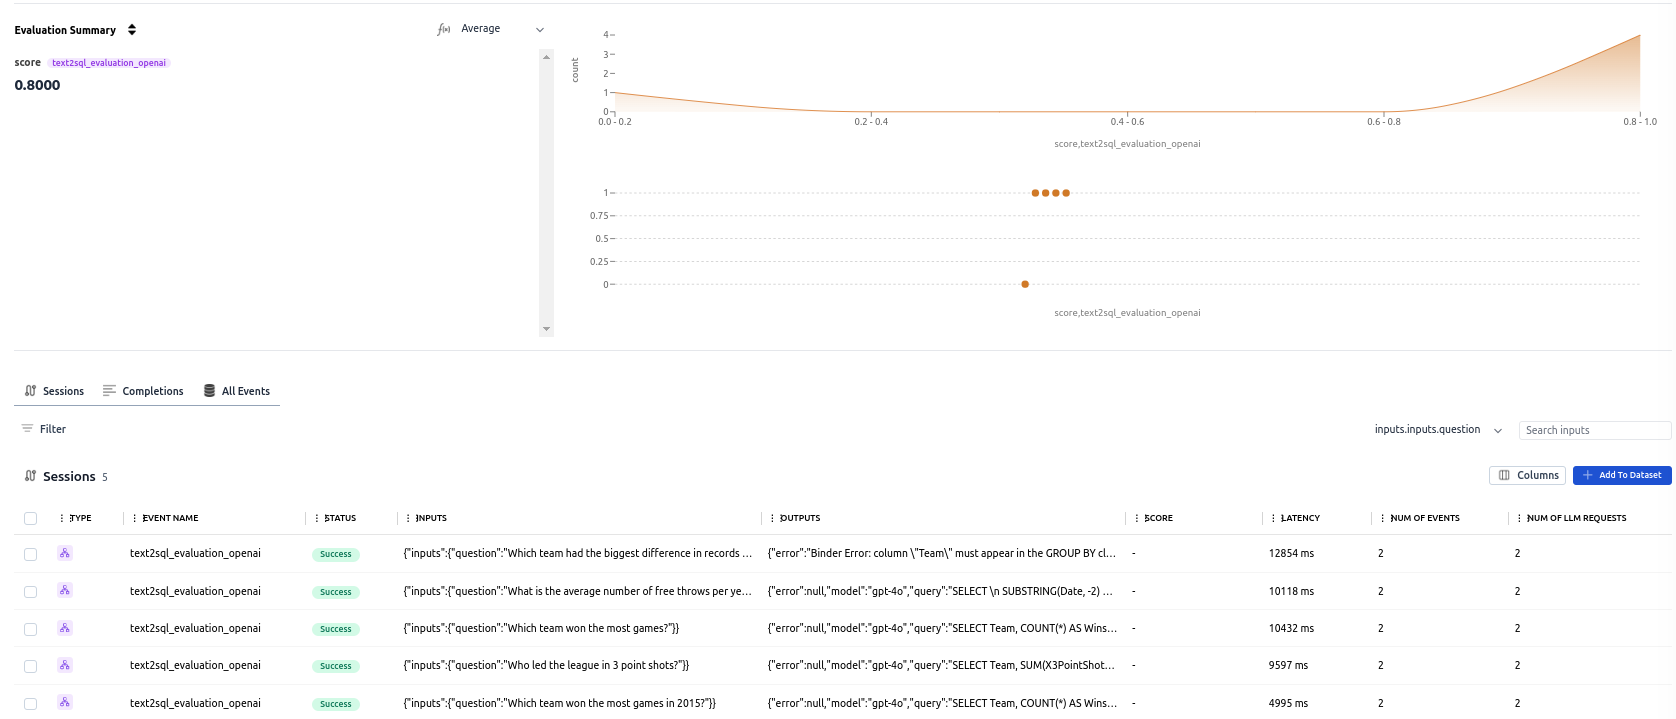 Evaluation Summary
f(x) Average
score text2sql_evaluation_openai
0.8000
count
4
3
2
1
0
0.0 - 0.2 0.2 - 0.4 0.4 - 0.6 0.6 - 0.8 0.8 - 1.0
score,text2sql_evaluation_openai
1
0.75
0.5
0.25
0
score,text2sql_evaluation_openai
Sessions Completions All Events
Filter inputs.inputs.question Search inputs
Sessions 5 Columns Add To Dataset
TYPE EVENT NAME STATUS INPUTS OUTPUTS SCORE LATENCY NUM OF EVENTS NUM OF LLM REQUESTS
text2sql_evaluation_openai Success {"inputs":{"question":"Which team had the biggest difference in records ... {"error":"Binder Error: column \"Team\" must appear in the GROUP BY cl... - 12854 ms 2 2
text2sql_evaluation_openai Success {"inputs":{"question":"What is the average number of free throws per ye... {"error":null,"model":"gpt-4o","query":"SELECT \n SUBSTRING(Date, -2) ... - 10118 ms 2 2
text2sql_evaluation_openai Success {"inputs":{"question":"Which team won the most games?"}} {"error":null,"model":"gpt-4o","query":"SELECT Team, COUNT(*) AS Wins... - 10432 ms 2 2
text2sql_evaluation_openai Success {"inputs":{"question":"Who led the league in 3 point shots?"}} {"error":null,"model":"gpt-4o","query":"SELECT Team, SUM(X3PointShot... - 9597 ms 2 2
text2sql_evaluation_openai Success {"inputs":{"question":"Which team won the most games in 2015?"}} {"error":null,"model":"gpt-4o","query":"SELECT Team, COUNT(*) AS Wins... - 4995 ms 2 2